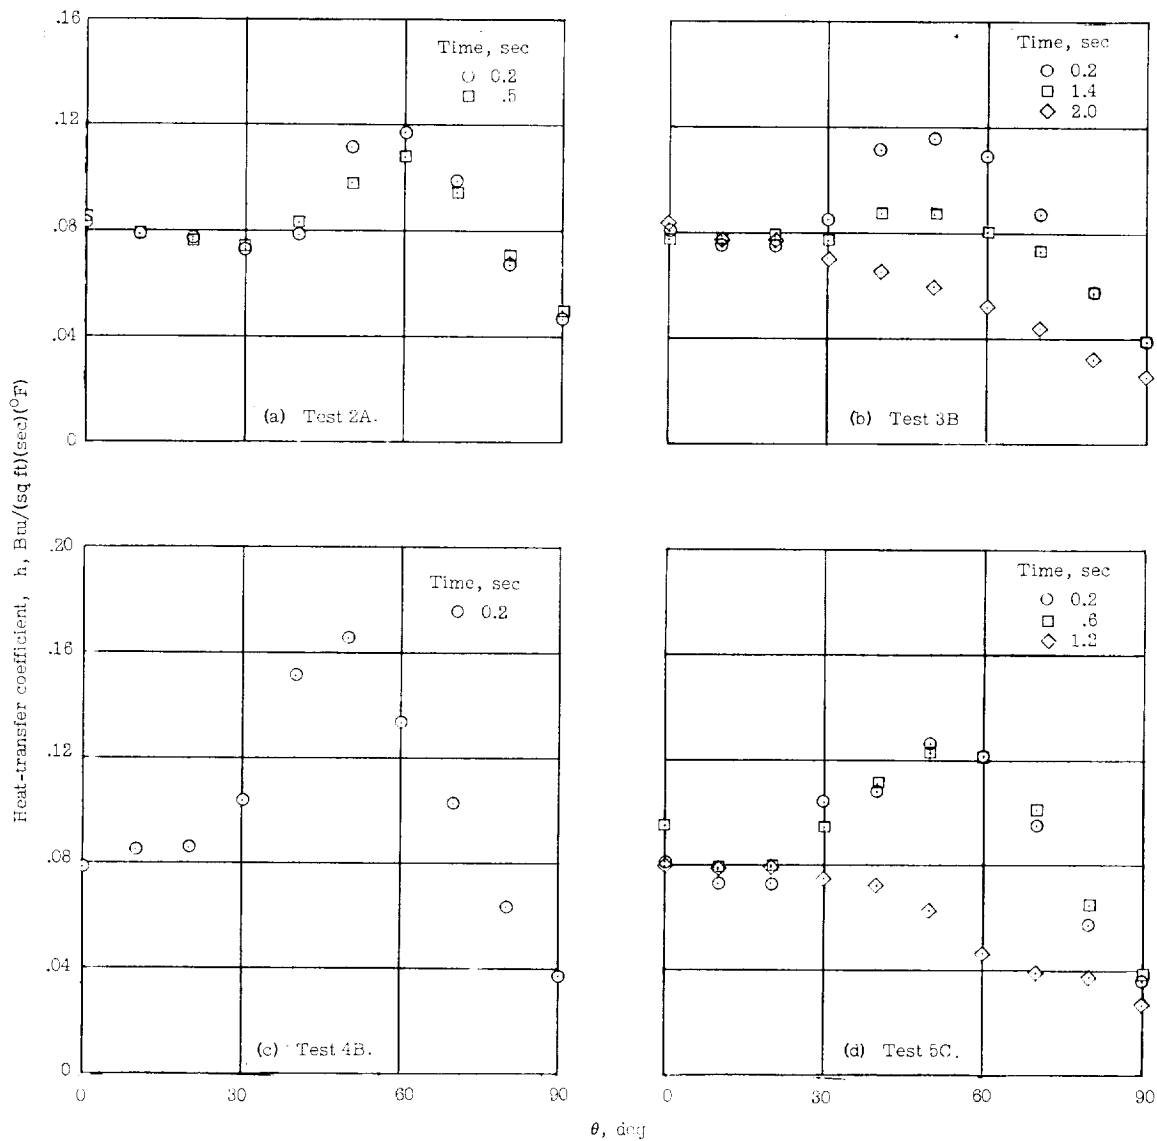 .16
.12
.08
.04
0
Time, sec
0.2
.5
(a) Test 2A.
Time, sec
0.2
1.4
2.0
(b) Test 3B
Heat-transfer coefficient, h, Btu/(sq ft)(sec)(°F)
.20
.16
.12
.08
.04
0
Time, sec
0.2
(c) Test 4B.
0 30 60 90
Time, sec
0.2
.6
1.2
(d) Test 5C.
0 30 60 90
θ, deg